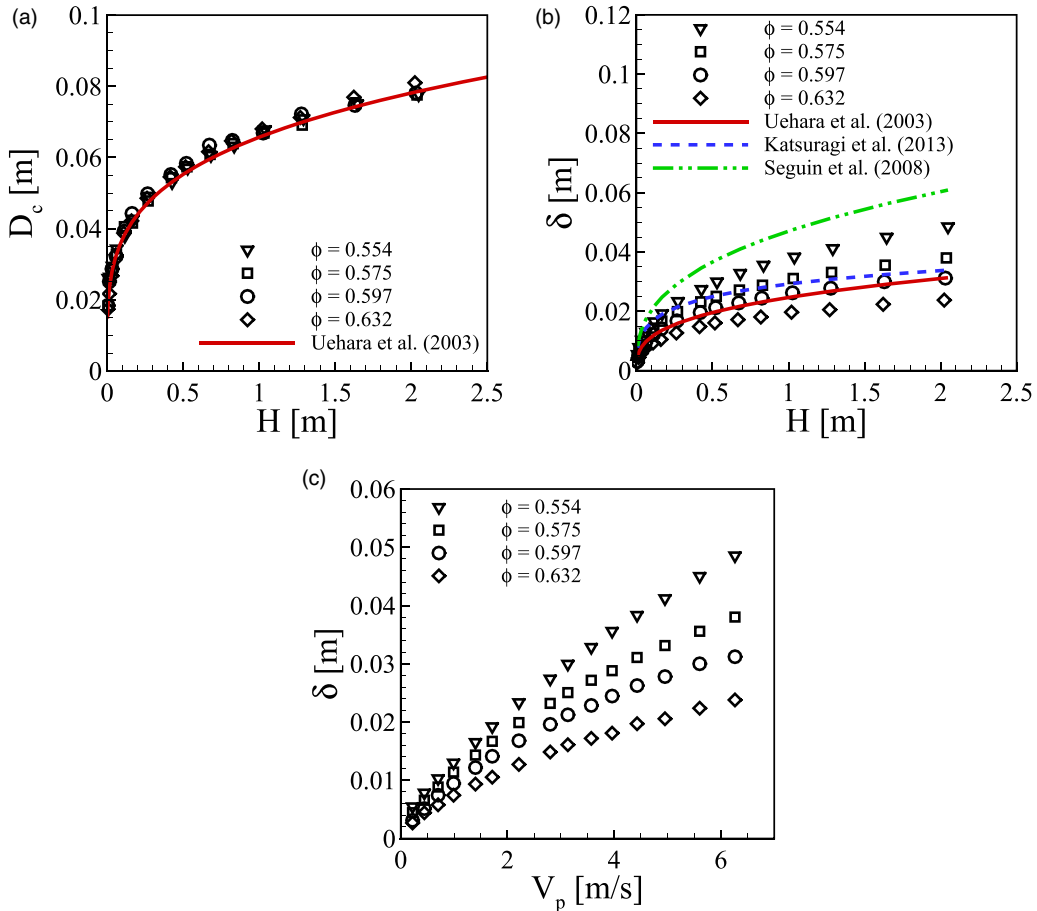 (a)
0.1
0.08
0.06
0.04
0.02
0
D_c [m]
0
0.5
1
1.5
2
2.5
H [m]
ϕ = 0.554
ϕ = 0.575
ϕ = 0.597
ϕ = 0.632
Uehara et al. (2003)
(b)
0.12
0.1
0.08
0.06
0.04
0.02
0
δ [m]
0
0.5
1
1.5
2
2.5
H [m]
ϕ = 0.554
ϕ = 0.575
ϕ = 0.597
ϕ = 0.632
Uehara et al. (2003)
Katsuragi et al. (2013)
Seguin et al. (2008)
(c)
0.06
0.05
0.04
0.03
0.02
0.01
0
δ [m]
0
2
4
6
V_p [m/s]
ϕ = 0.554
ϕ = 0.575
ϕ = 0.597
ϕ = 0.632